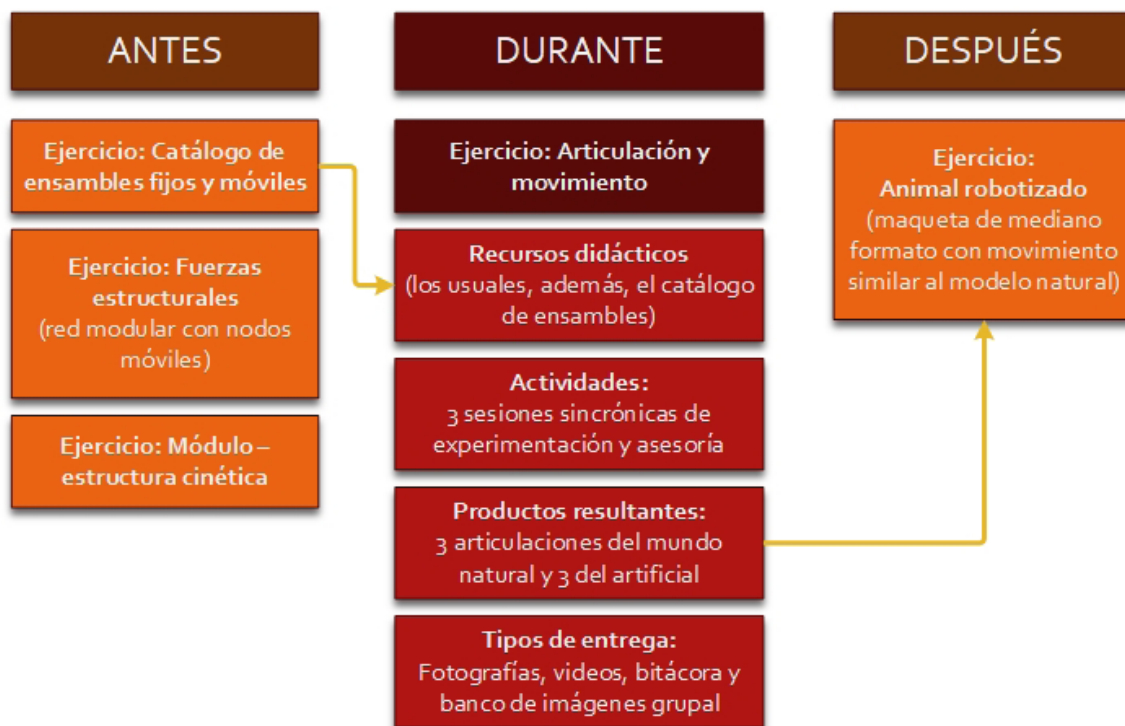 ANTES
Ejercicio: Catálogo de
ensambles fijos y móviles
Ejercicio: Fuerzas
estructurales
(red modular con nodos
móviles)
Ejercicio: Módulo –
estructura cinética
DURANTE
Ejercicio: Articulación y
movimiento
Recursos didácticos
(los usuales, además, el catálogo
de ensambles)
Actividades:
3 sesiones sincrónicas de
experimentación y asesoría
Productos resultantes:
3 articulaciones del mundo
natural y 3 del artificial
Tipos de entrega:
Fotografías, videos, bitácora y
banco de imágenes grupal
DESPUÉS
Ejercicio:
Animal robotizado
(maqueta de mediano
formato con movimiento
similar al modelo natural)